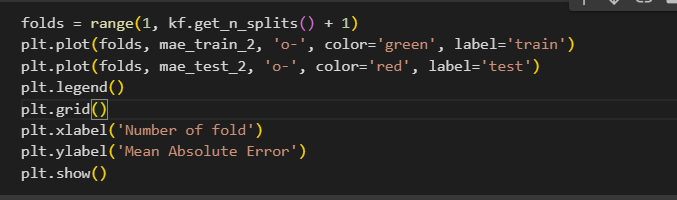 folds = range(1, kf.get_n_splits() + 1)
plt.plot(folds, mae_train_2, 'o-', color='green', label='train')
plt.plot(folds, mae_test_2, 'o-', color='red', label='test')
plt.legend()
plt.grid()
plt.xlabel('Number of fold')
plt.ylabel('Mean Absolute Error')
plt.show()